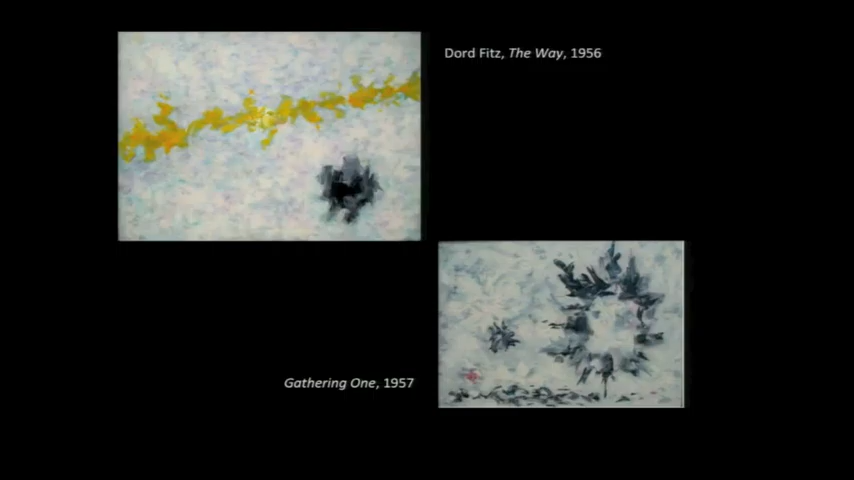 Dord Fitz, The Way, 1956
Gathering One, 1957